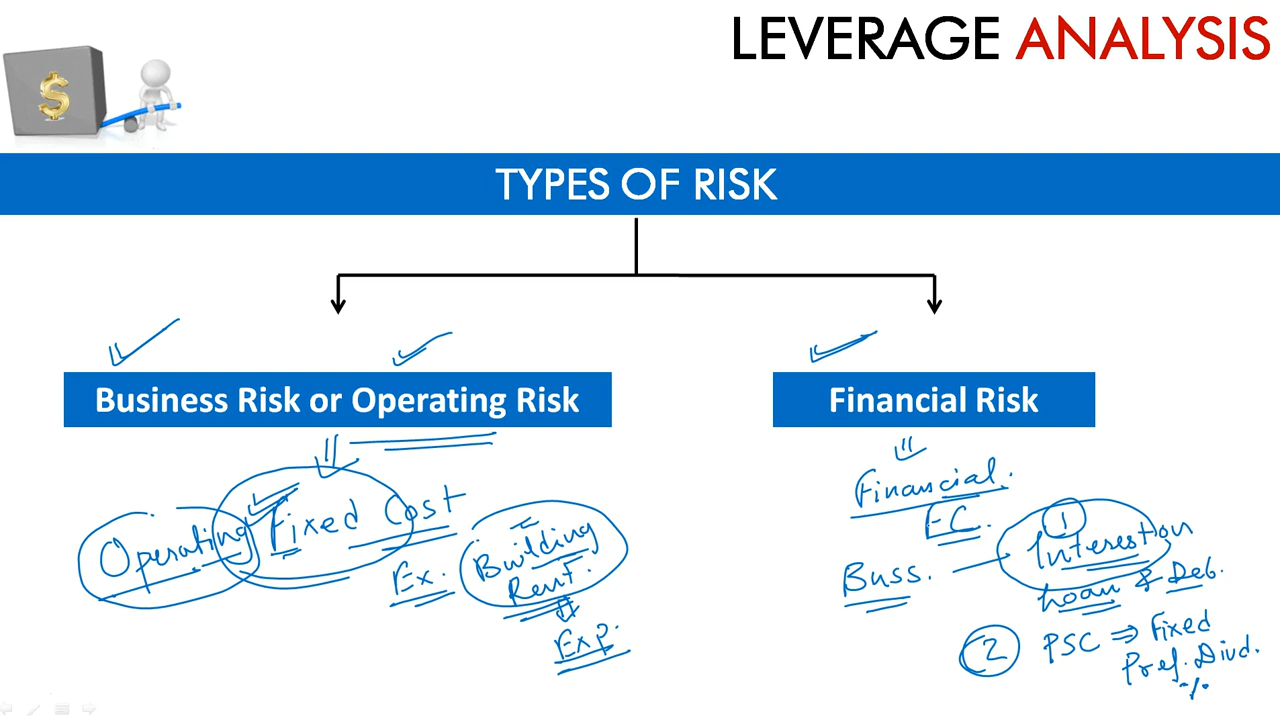 LEVERAGE ANALYSIS
$
TYPES OF RISK
Business Risk or Operating Risk
Operating Fixed Cost
Ex. Building
Rent.
Exp.
Financial Risk
Financial.
FC.
Buss. Interest on
Loan & Deb.
2 PSC ⇒ Fixed
Pref. Divd.
%
1